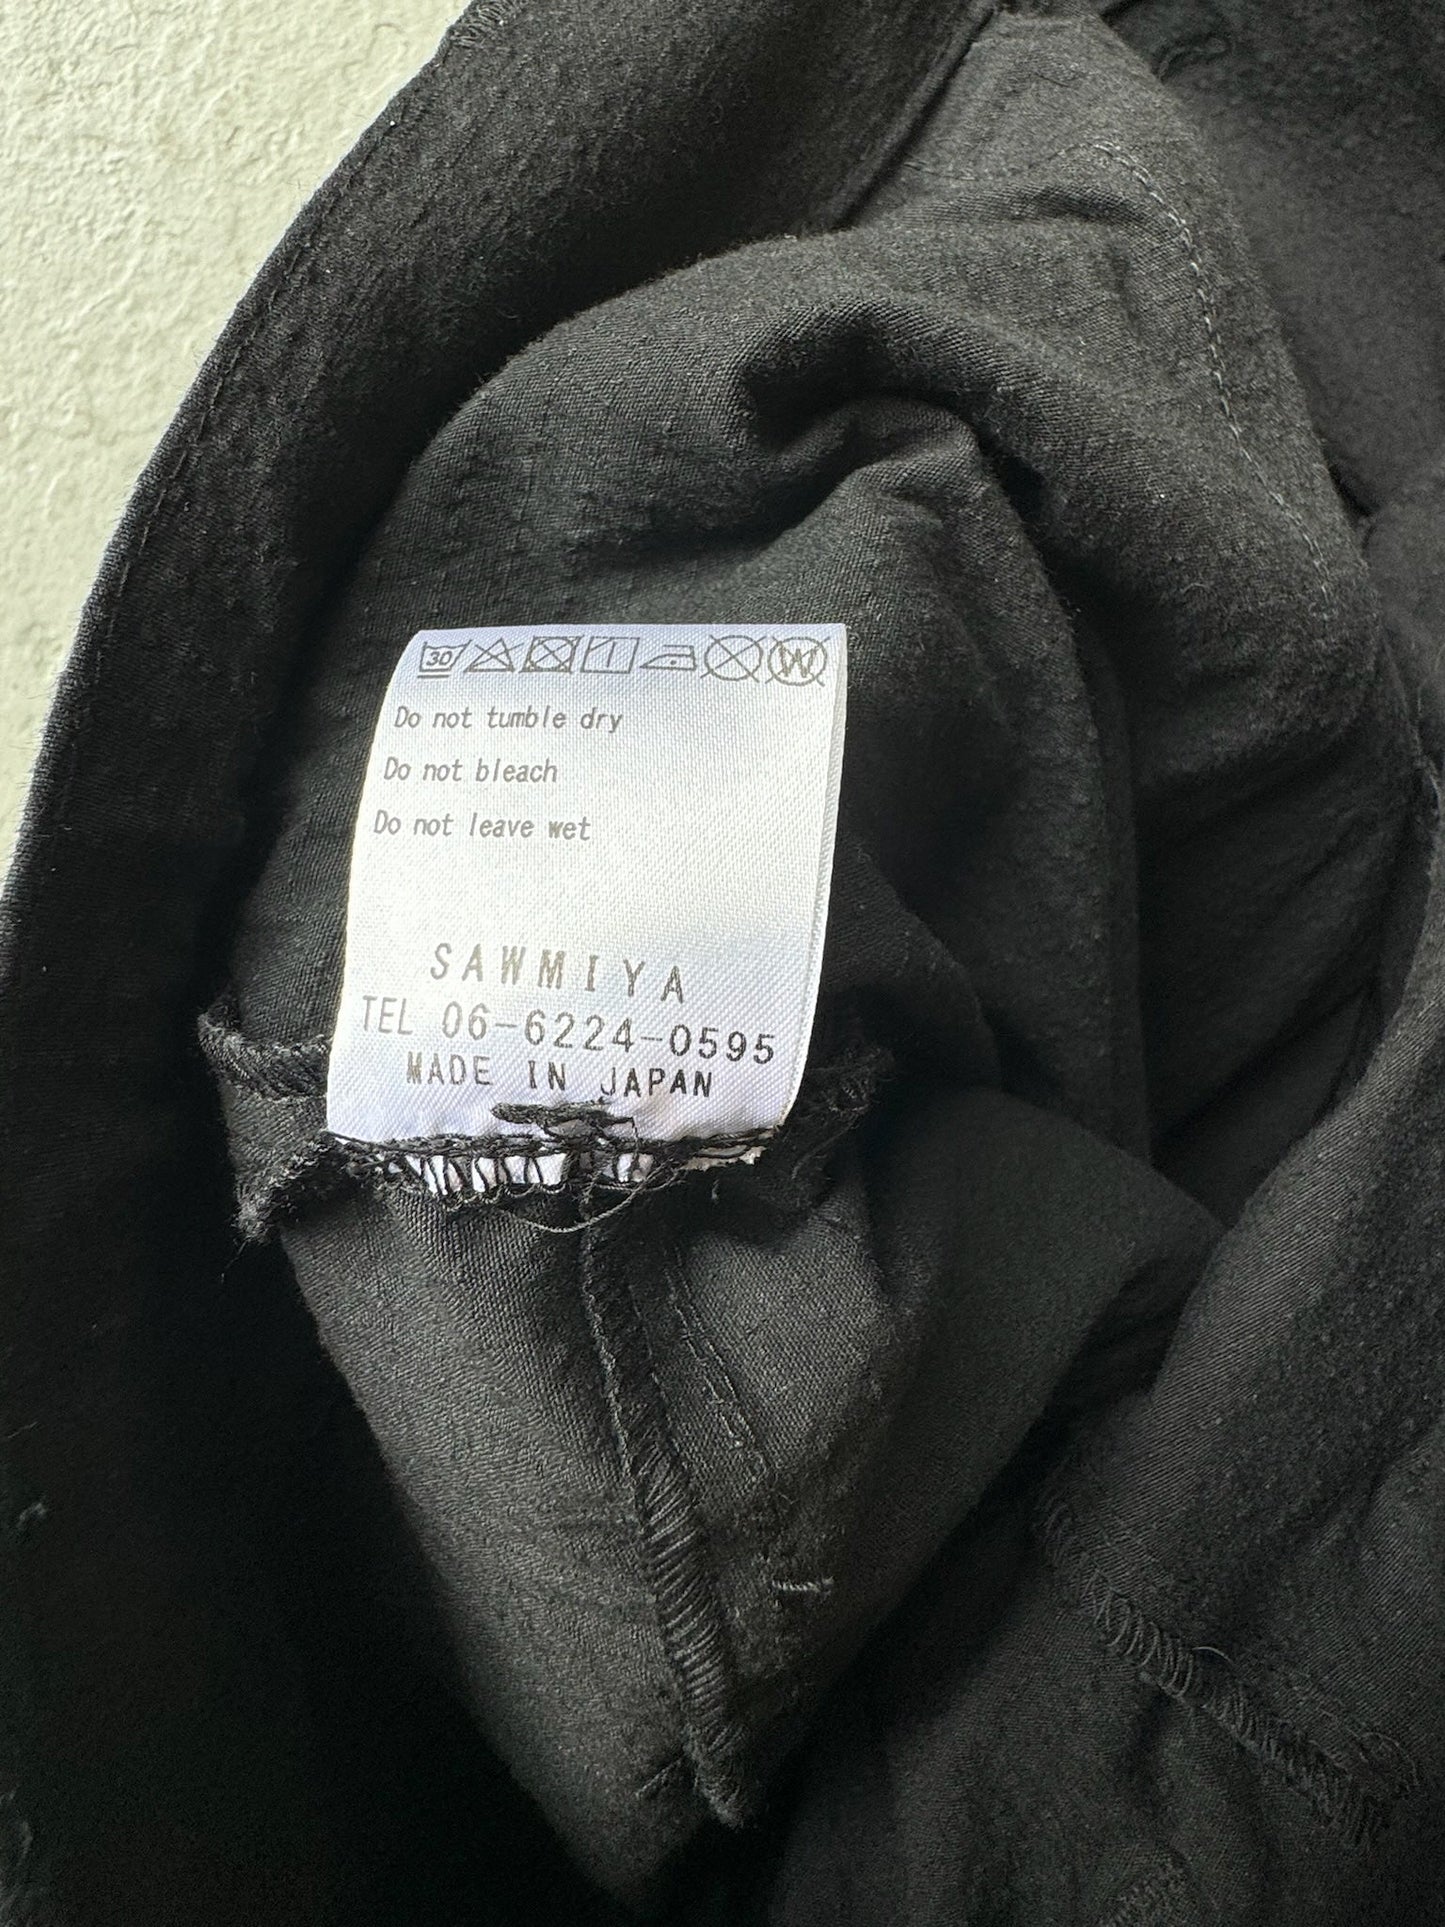 30
W
Do not tumble dry
Do not bleach
Do not leave wet
SAWMIYA
TEL 06-6224-0595
MADE IN JAPAN